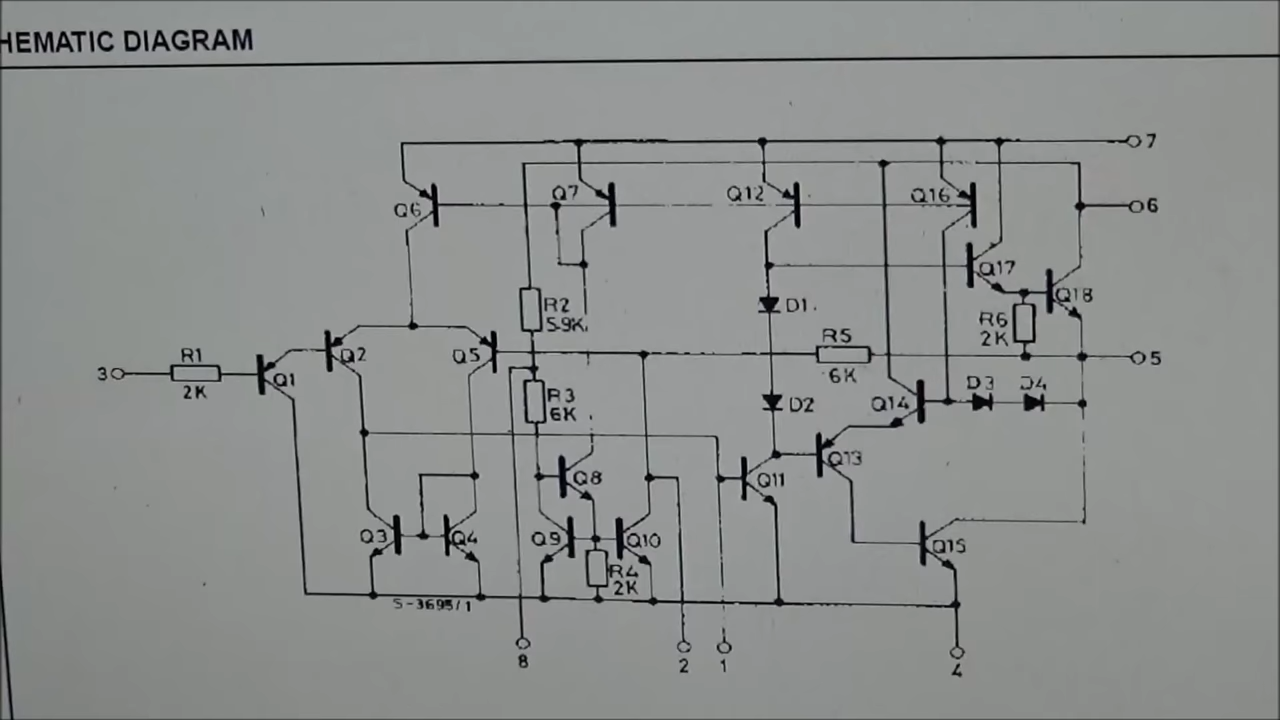 HEMATIC DIAGRAM
7
Q6
Q7
Q12
Q16
6
Q17
Q18
R2
5.9K
D1
R6
2K
R1
2K
3
Q1
Q2
Q5
R5
6K
5
R3
6K
D2
Q14
D3
D4
Q8
Q11
Q13
Q3
Q4
Q9
Q10
Q15
R4
2K
S-3695/1
8
2
1
4